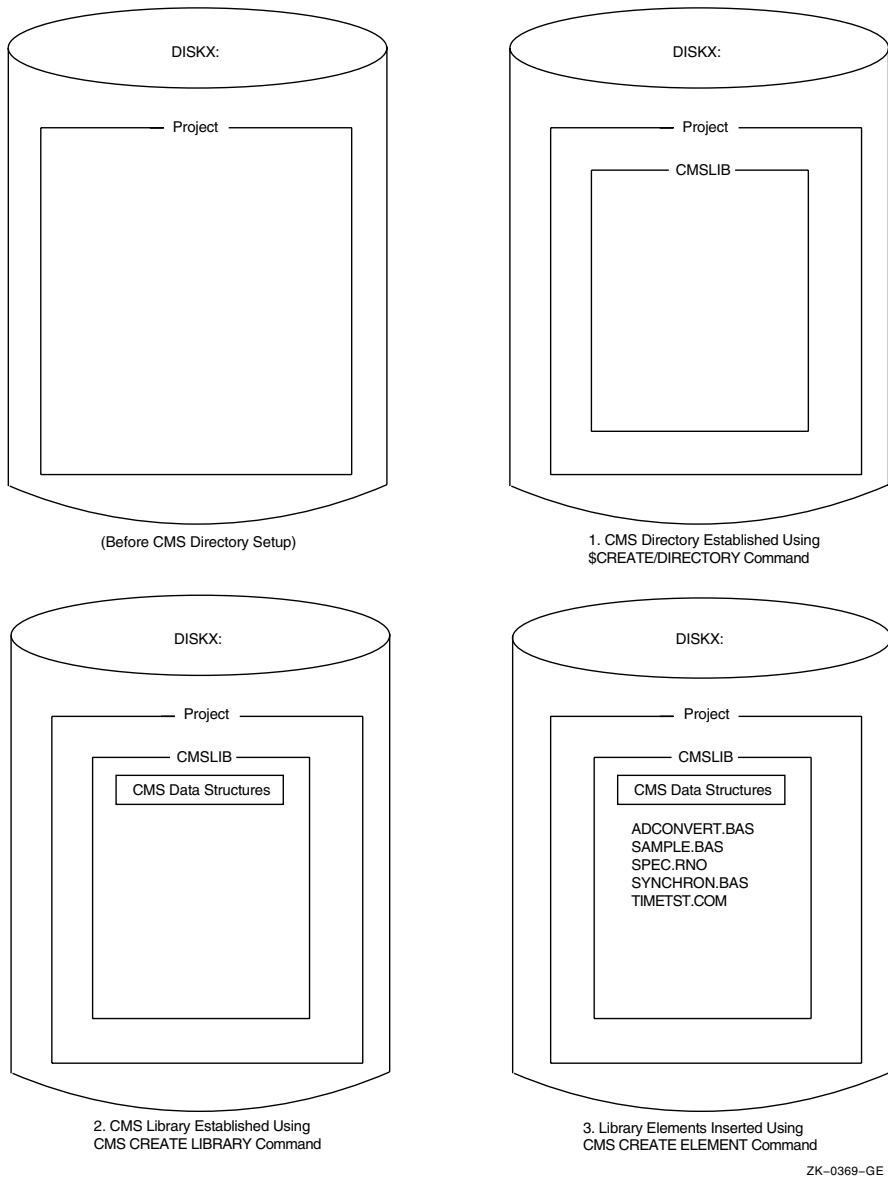 DISKX:
Project
(Before CMS Directory Setup)
DISKX:
Project
CMSLIB
1. CMS Directory Established Using
$CREATE/DIRECTORY Command
DISKX:
Project
CMSLIB
CMS Data Structures
2. CMS Library Established Using
CMS CREATE LIBRARY Command
DISKX:
Project
CMSLIB
CMS Data Structures
ADCONVERT.BAS
SAMPLE.BAS
SPEC.RNO
SYNCHRON.BAS
TIMETST.COM
3. Library Elements Inserted Using
CMS CREATE ELEMENT Command
ZK–0369–GE